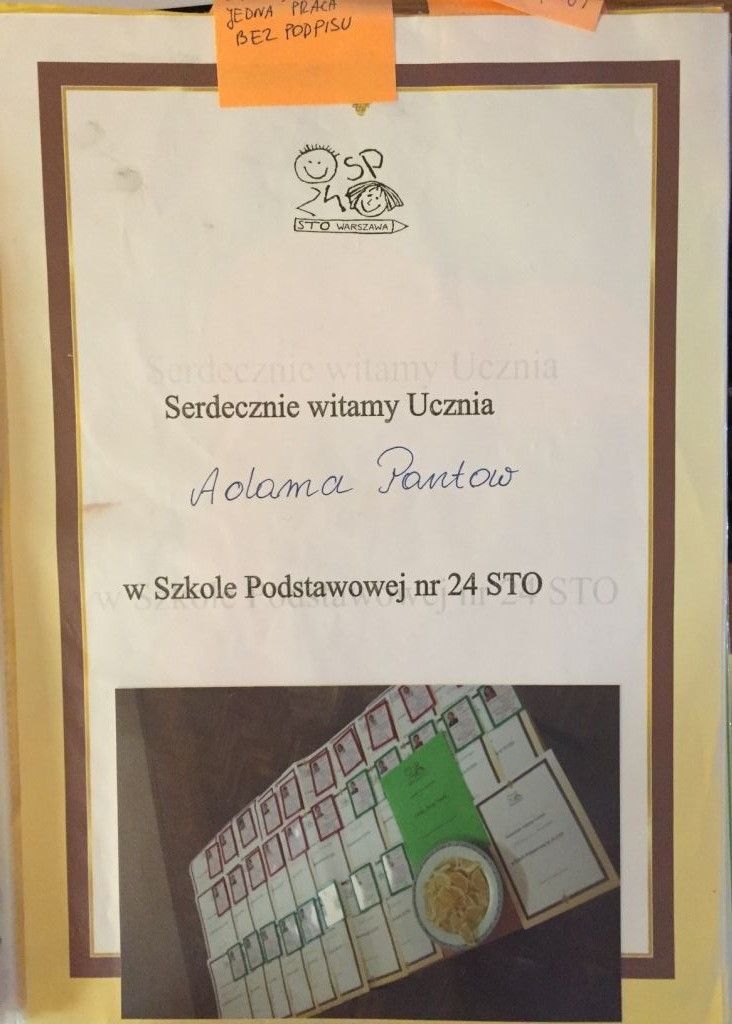 JEDNA PRACA
BEZ PODPISU
SP
24
STO WARSZAWA
Serdecznie witamy Ucznia
Adama Pantow
w Szkole Podstawowej nr 24 STO